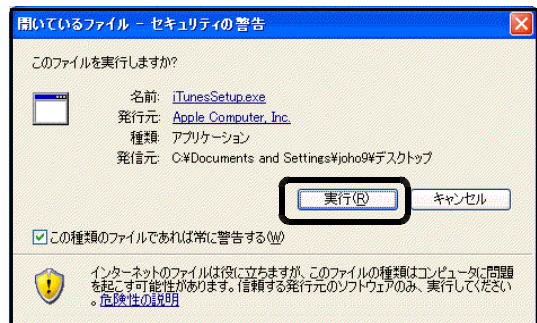 開いているファイル - セキュリティの警告
このファイルを実行しますか?
名前: iTunesSetup.exe
発行元: Apple Computer, Inc.
種類: アプリケーション
発信元: C:¥Documents and Settings¥joho9¥デスクトップ
実行(R) キャンセル
この種類のファイルであれば常に警告する(W)
インターネットのファイルは役に立ちますが、このファイルの種類はコンピュータに問題
を起こす可能性があります。信頼する発行元のソフトウェアのみ、実行してください
。危険性の説明